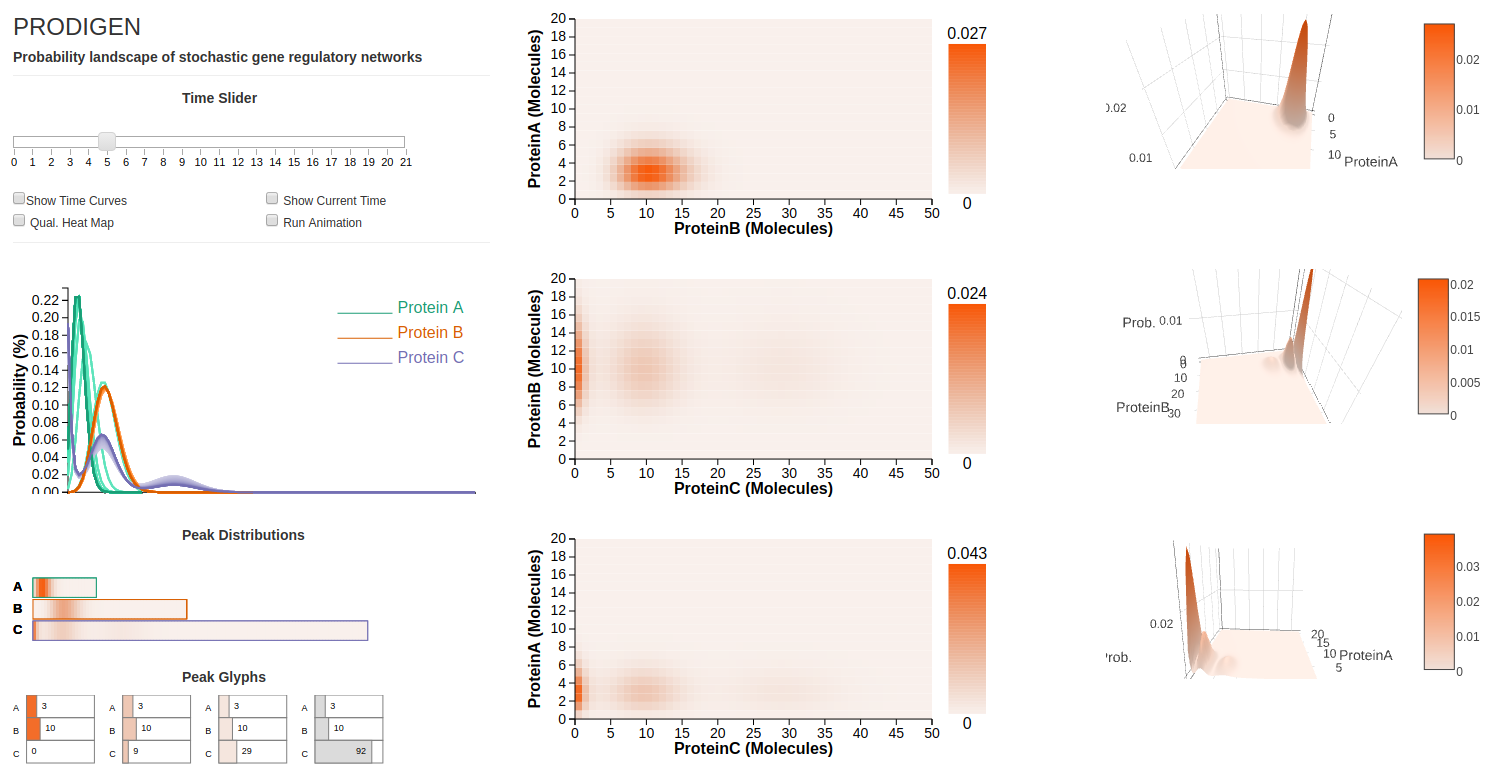 PRODIGEN
Probability landscape of stochastic gene regulatory networks
Time Slider
0 1 2 3 4 5 6 7 8 9 10 11 12 13 14 15 16 17 18 19 20 21
Show Time Curves
Show Current Time
Qual. Heat Map
Run Animation
Probability (%)
0.22
0.20
0.18
0.16
0.14
0.12
0.10
0.08
0.06
0.04
0.02
0.00
Protein A
Protein B
Protein C
Peak Distributions
A
B
C
Peak Glyphs
A 3 A 3 A 3 A 3
B 10 B 10 B 10 B 10
C 0 C 9 C 29 C 92
ProteinA (Molecules)
20
18
16
14
12
10
8
6
4
2
0
0 5 10 15 20 25 30 35 40 45 50
ProteinB (Molecules)
0.027
0
ProteinB (Molecules)
20
18
16
14
12
10
8
6
4
2
0
0 5 10 15 20 25 30 35 40 45 50
ProteinC (Molecules)
0.024
0
ProteinA (Molecules)
20
18
16
14
12
10
8
6
4
2
0
0 5 10 15 20 25 30 35 40 45 50
ProteinC (Molecules)
0.043
0
0.02
0.01
0
5
10 ProteinA
0.02
0.01
0
Prob. 0.01
0
10
20
ProteinB 30
0.02
0.015
0.01
0.005
0
0.02
Prob.
20
15
10 ProteinA
5
0.03
0.02
0.01
0